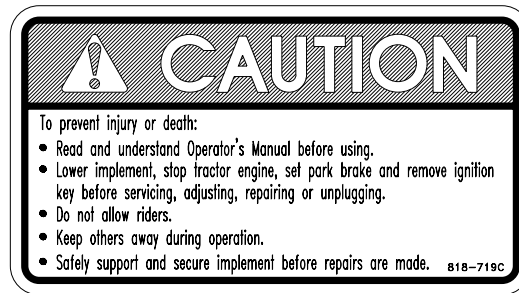 CAUTION
To prevent injury or death:
• Read and understand Operator's Manual before using.
• Lower implement, stop tractor engine, set park brake and remove ignition
key before servicing, adjusting, repairing or unplugging.
• Do not allow riders.
• Keep others away during operation.
• Safely support and secure implement before repairs are made. 818-719C